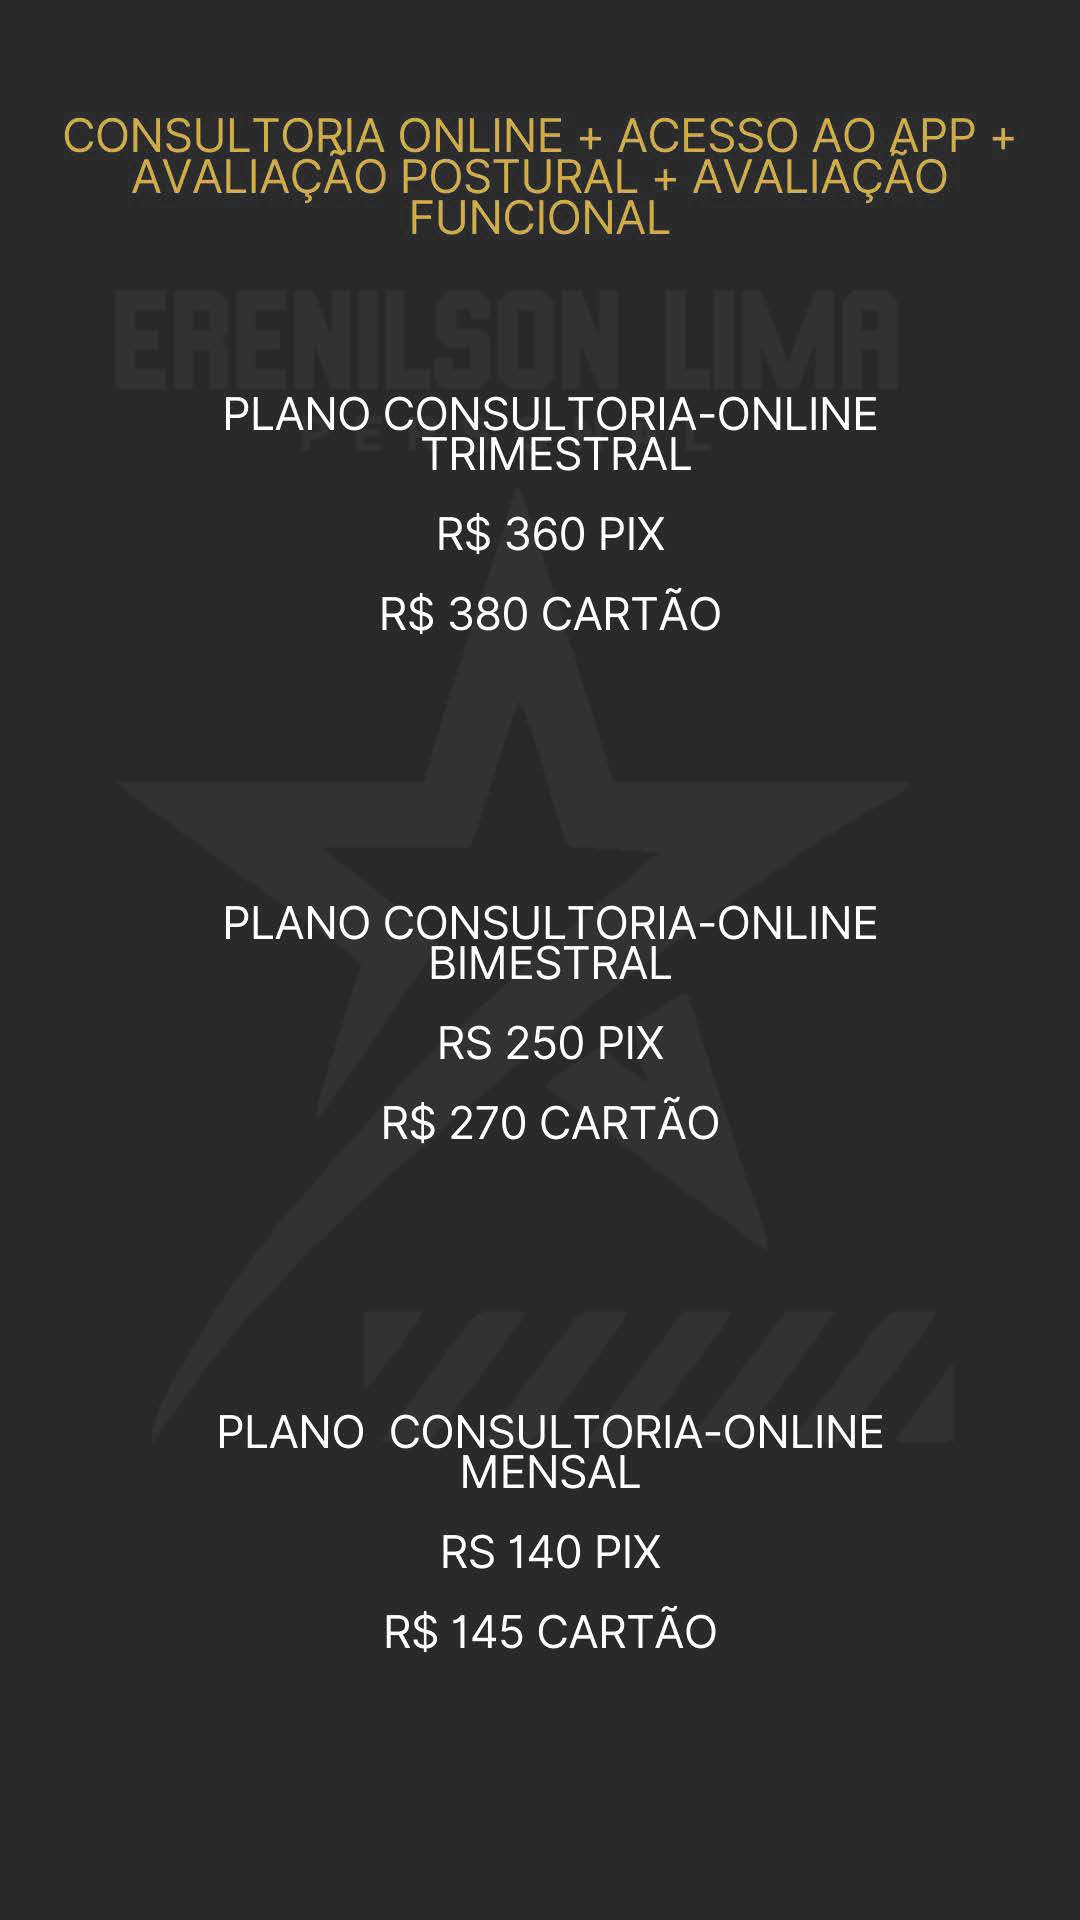 CONSULTORIA ONLINE + ACESSO AO APP +
AVALIAÇÃO POSTURAL + AVALIAÇÃO
FUNCIONAL
ERENILSON LIMA
PLANO CONSULTORIA-ONLINE
TRIMESTRAL
R$ 360 PIX
R$ 380 CARTÃO
PLANO CONSULTORIA-ONLINE
BIMESTRAL
RS 250 PIX
R$ 270 CARTÃO
PLANO  CONSULTORIA-ONLINE
MENSAL
RS 140 PIX
R$ 145 CARTÃO